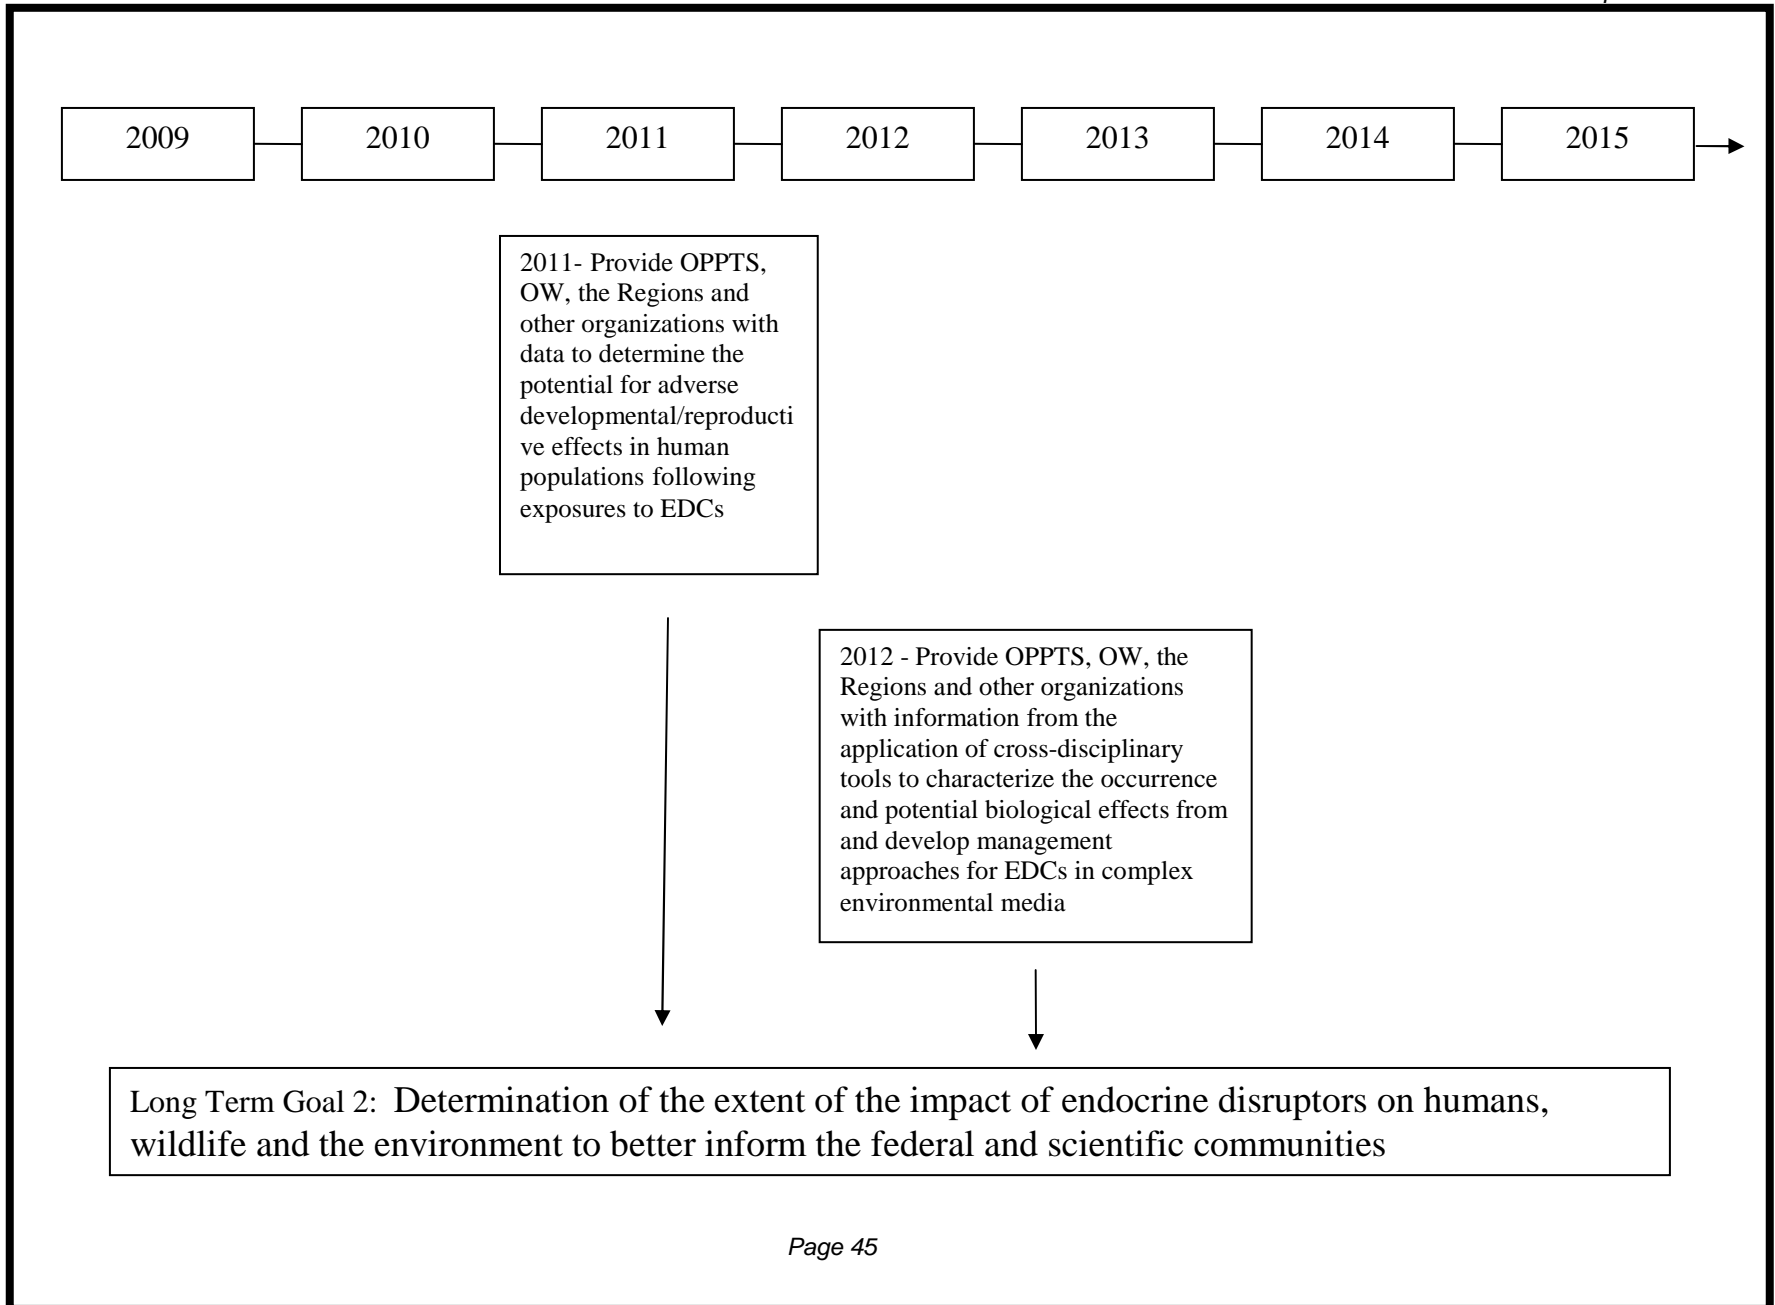 2009
2010
2011
2012
2013
2014
2015
2011- Provide OPPTS,
OW, the Regions and
other organizations with
data to determine the
potential for adverse
developmental/reproducti
ve effects in human
populations following
exposures to EDCs
2012 - Provide OPPTS, OW, the
Regions and other organizations
with information from the
application of cross-disciplinary
tools to characterize the occurrence
and potential biological effects from
and develop management
approaches for EDCs in complex
environmental media
Long Term Goal 2: Determination of the extent of the impact of endocrine disruptors on humans,
wildlife and the environment to better inform the federal and scientific communities
Page 45